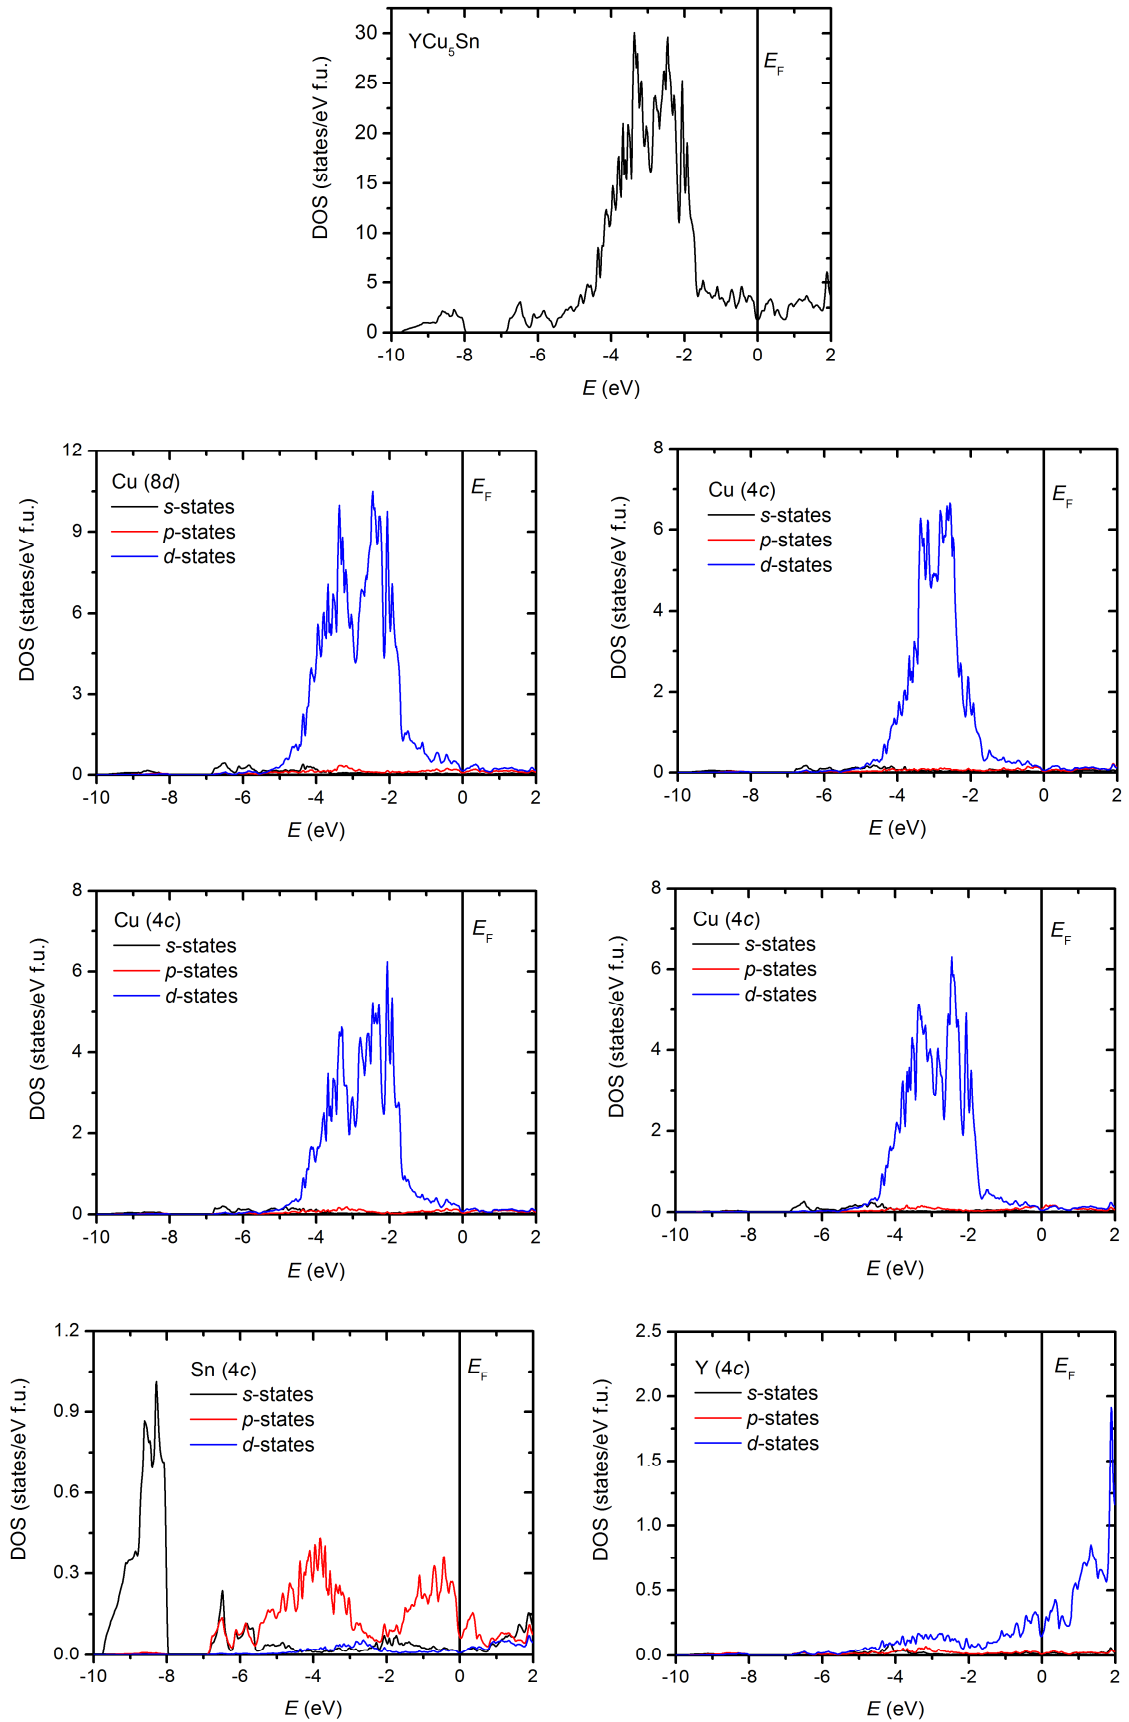 YCu5Sn
EF
DOS (states/eV f.u.)
30
25
20
15
10
5
0
-10 -8 -6 -4 -2 0 2
E (eV)
Cu (8d)
s-states
p-states
d-states
EF
DOS (states/eV f.u.)
12
9
6
3
0
-10 -8 -6 -4 -2 0 2
E (eV)
Cu (4c)
s-states
p-states
d-states
EF
DOS (states/eV f.u.)
8
6
4
2
0
-10 -8 -6 -4 -2 0 2
E (eV)
Cu (4c)
s-states
p-states
d-states
EF
DOS (states/eV f.u.)
8
6
4
2
0
-10 -8 -6 -4 -2 0 2
E (eV)
Cu (4c)
s-states
p-states
d-states
EF
DOS (states/eV f.u.)
8
6
4
2
0
-10 -8 -6 -4 -2 0 2
E (eV)
Sn (4c)
s-states
p-states
d-states
EF
DOS (states/eV f.u.)
1.2
0.9
0.6
0.3
0.0
-10 -8 -6 -4 -2 0 2
E (eV)
Y (4c)
s-states
p-states
d-states
EF
DOS (states/eV f.u.)
2.5
2.0
1.5
1.0
0.5
0.0
-10 -8 -6 -4 -2 0 2
E (eV)